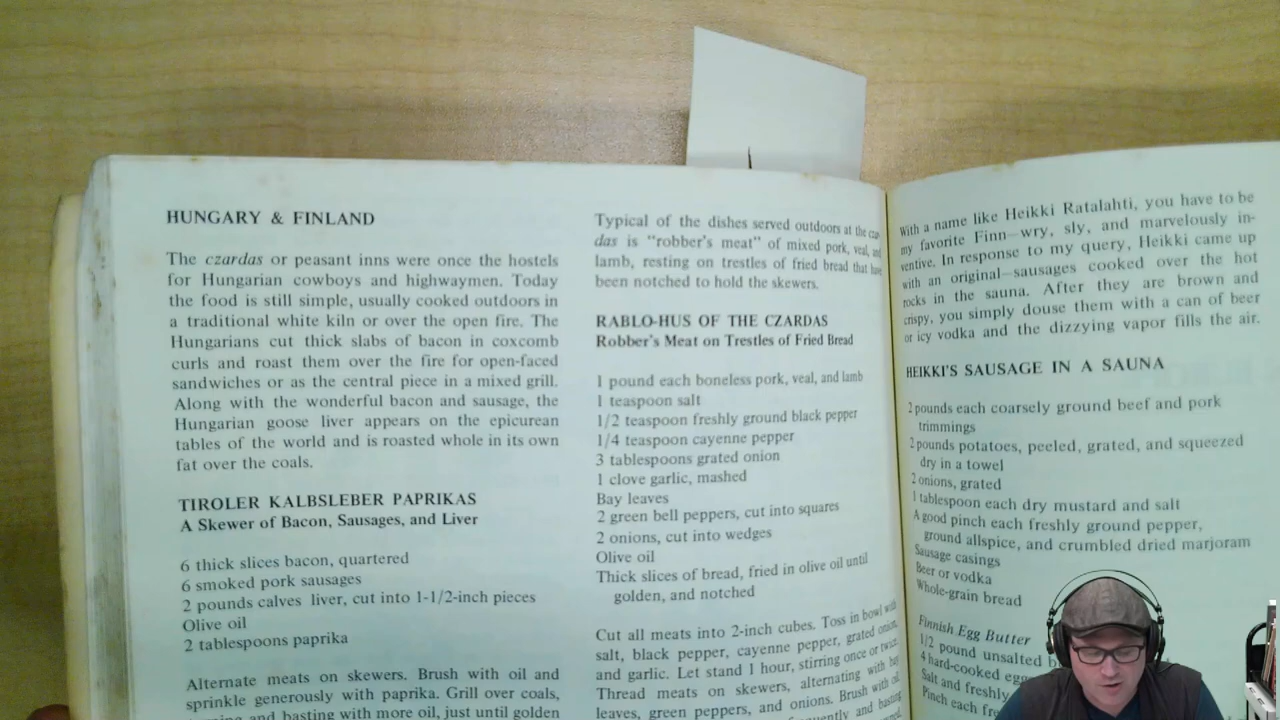 HUNGARY & FINLAND
The czardas or peasant inns were once the hostels
for Hungarian cowboys and highwaymen. Today
the food is still simple, usually cooked outdoors in
a traditional white kiln or over the open fire. The
Hungarians cut thick slabs of bacon in coxcomb
curls and roast them over the fire for open-faced
sandwiches or as the central piece in a mixed grill.
Along with the wonderful bacon and sausage, the
Hungarian goose liver appears on the epicurean
tables of the world and is roasted whole in its own
fat over the coals.
TIROLER KALBSLEBER PAPRIKAS
A Skewer of Bacon, Sausages, and Liver
6 thick slices bacon, quartered
6 smoked pork sausages
2 pounds calves liver, cut into 1-1/2-inch pieces
Olive oil
2 tablespoons paprika
Alternate meats on skewers. Brush with oil and
sprinkle generously with paprika. Grill over coals,
and basting with more oil, just until golden
Typical of the dishes served outdoors at the czar-
das is "robber's meat" of mixed pork, veal, and
lamb, resting on trestles of fried bread that have
been notched to hold the skewers.
RABLO-HUS OF THE CZARDAS
Robber's Meat on Trestles of Fried Bread
1 pound each boneless pork, veal, and lamb
1 teaspoon salt
1/2 teaspoon freshly ground black pepper
1/4 teaspoon cayenne pepper
3 tablespoons grated onion
1 clove garlic, mashed
Bay leaves
2 green bell peppers, cut into squares
2 onions, cut into wedges
Olive oil
Thick slices of bread, fried in olive oil until
golden, and notched
Cut all meats into 2-inch cubes. Toss in bowl with
salt, black pepper, cayenne pepper, grated onion,
and garlic. Let stand 1 hour, stirring once or twice.
Thread meats on skewers, alternating with bay
leaves, green peppers, and onions. Brush with oil.
and basting
With a name like Heikki Ratalahti, you have to be
my favorite Finn—wry, sly, and marvelously in-
ventive. In response to my query, Heikki came up
with an original—sausages cooked over the hot
rocks in the sauna. After they are brown and
crispy, you simply douse them with a can of beer
or icy vodka and the dizzying vapor fills the air.
HEIKKI'S SAUSAGE IN A SAUNA
2 pounds each coarsely ground beef and pork
trimmings
2 pounds potatoes, peeled, grated, and squeezed
dry in a towel
2 onions, grated
1 tablespoon each dry mustard and salt
A good pinch each freshly ground pepper,
ground allspice, and crumbled dried marjoram
Sausage casings
Beer or vodka
Whole-grain bread
Finnish Egg Butter
1/2 pound unsalted
4 hard-cooked
Salt and freshly
Pinch each